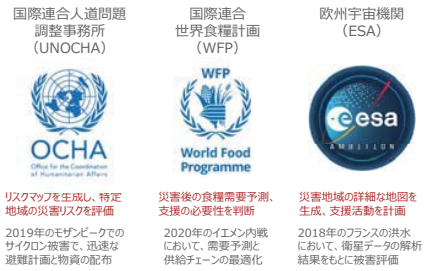 国際連合人道問題
調整事務所
（UNOCHA）
国際連合
世界食糧計画
（WFP）
欧州宇宙機関
（ESA）
OCHA
Office for the Coordination
of Humanitarian Affairs
WFP
World Food
Programme
esa
AMBITION
リスクマップを生成し、特定
地域の災害リスクを評価
2019年のモザンビークでの
サイクロン被害で、迅速な
避難計画と物資の配布
災害後の食糧需要予測、
支援の必要性を判断
2020年のイエメン内戦
において、需要予測と
供給チェーンの最適化
災害地域の詳細な地図を
生成、支援活動を計画
2018年のフランスの洪水
において、衛星データの解析
結果をもとに被害評価